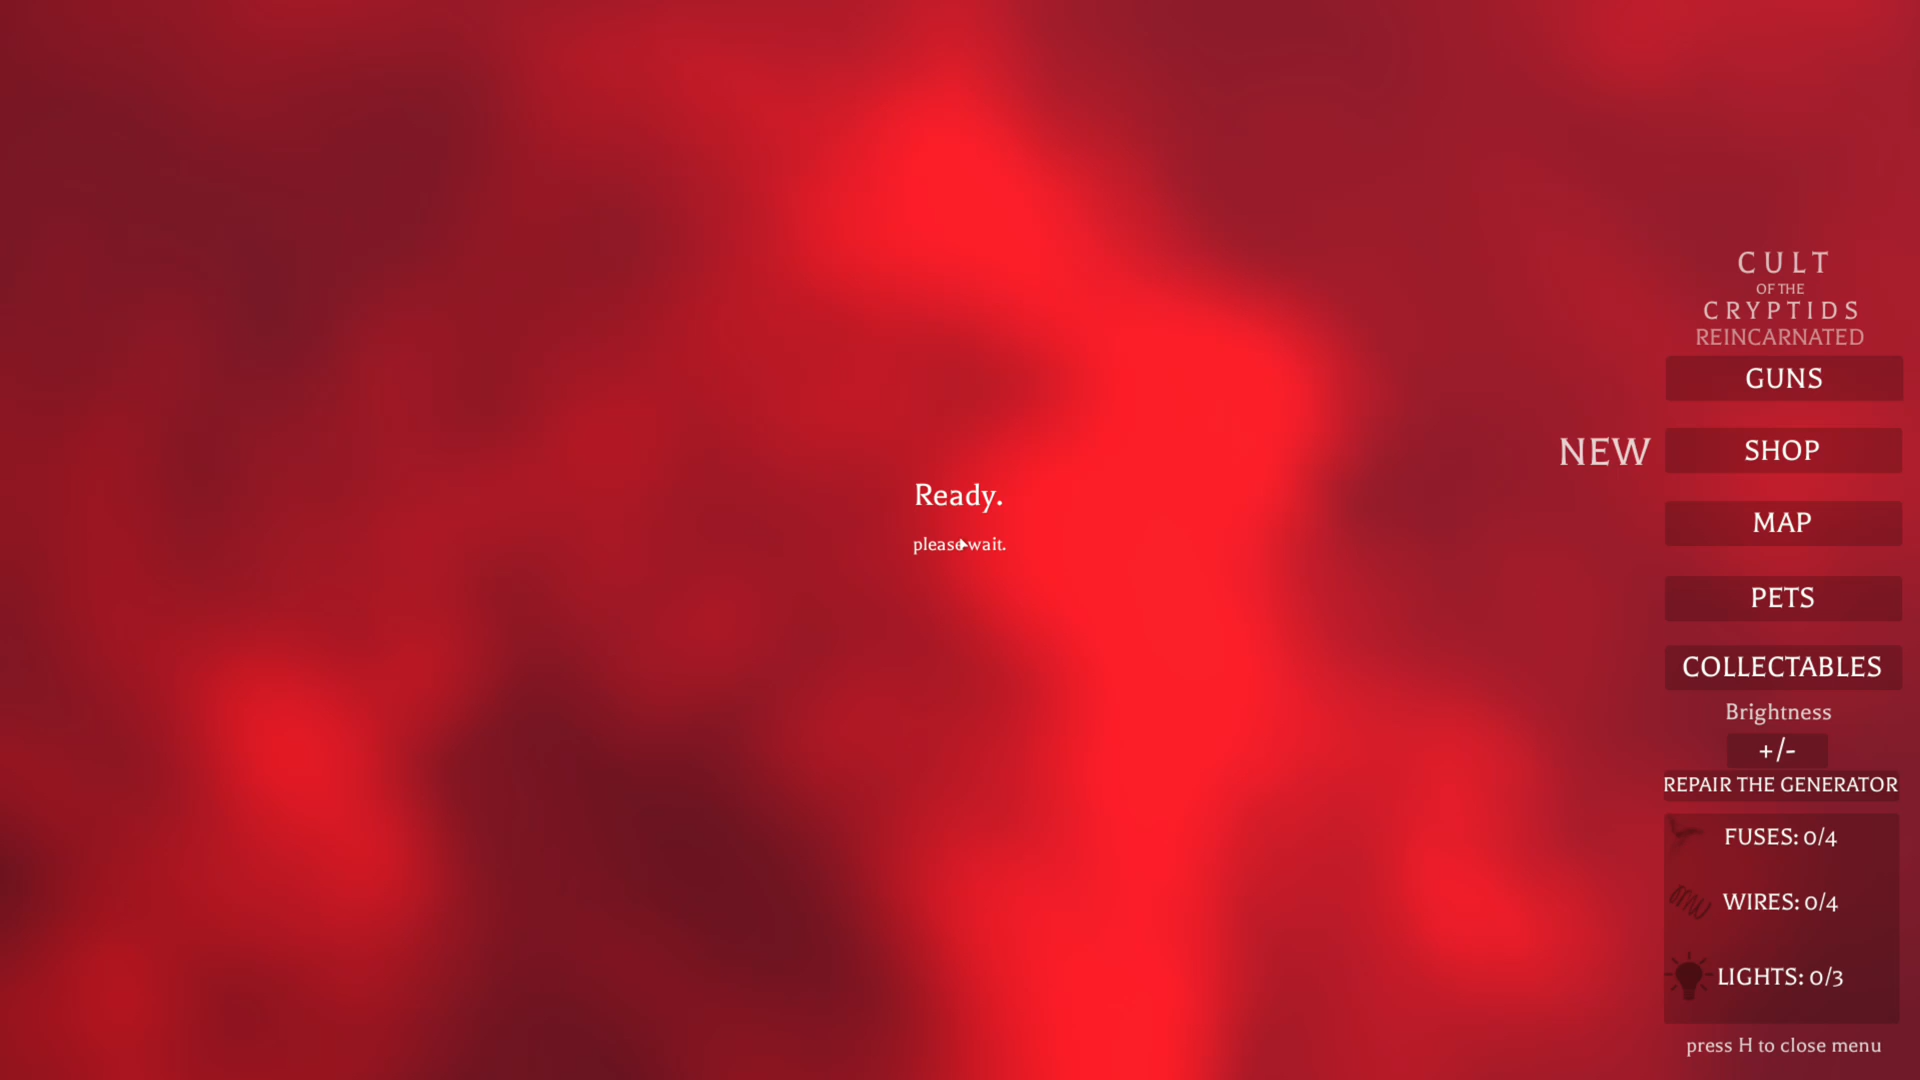 CULT
OF THE
CRYPTIDS
REINCARNATED
GUNS
NEW
SHOP
Ready.
MAP
please wait.
PETS
COLLECTABLES
Brightness
+/-
REPAIR THE GENERATOR
FUSES: 0/4
WIRES: 0/4
LIGHTS: 0/3
press H to close menu